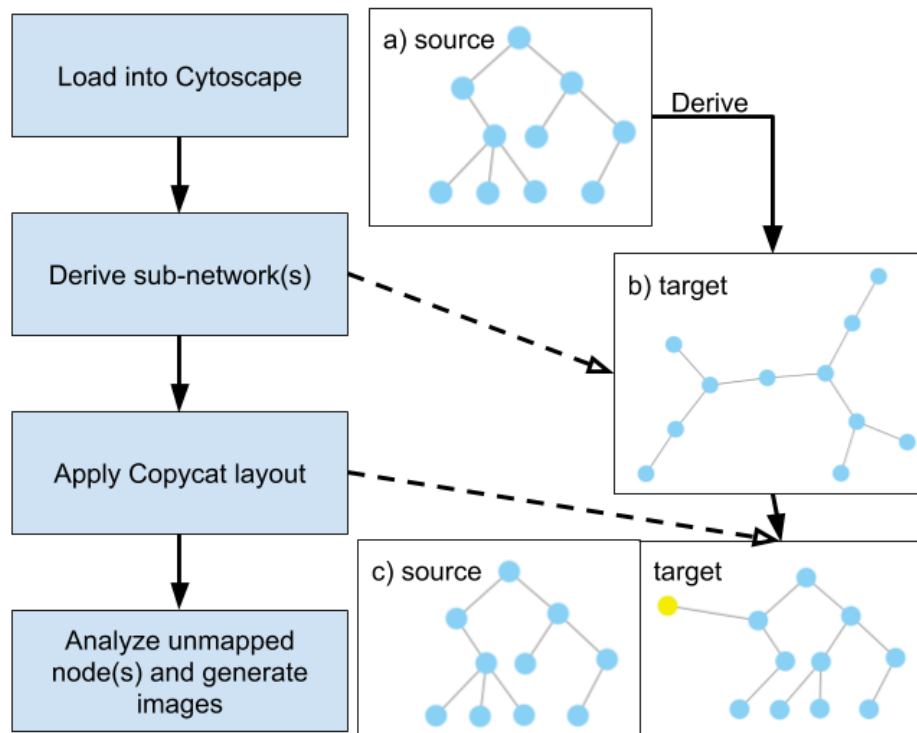 Load into Cytoscape
Derive sub-network(s)
Apply Copycat layout
Analyze unmapped
node(s) and generate
images
a) source
Derive
b) target
c) source
target